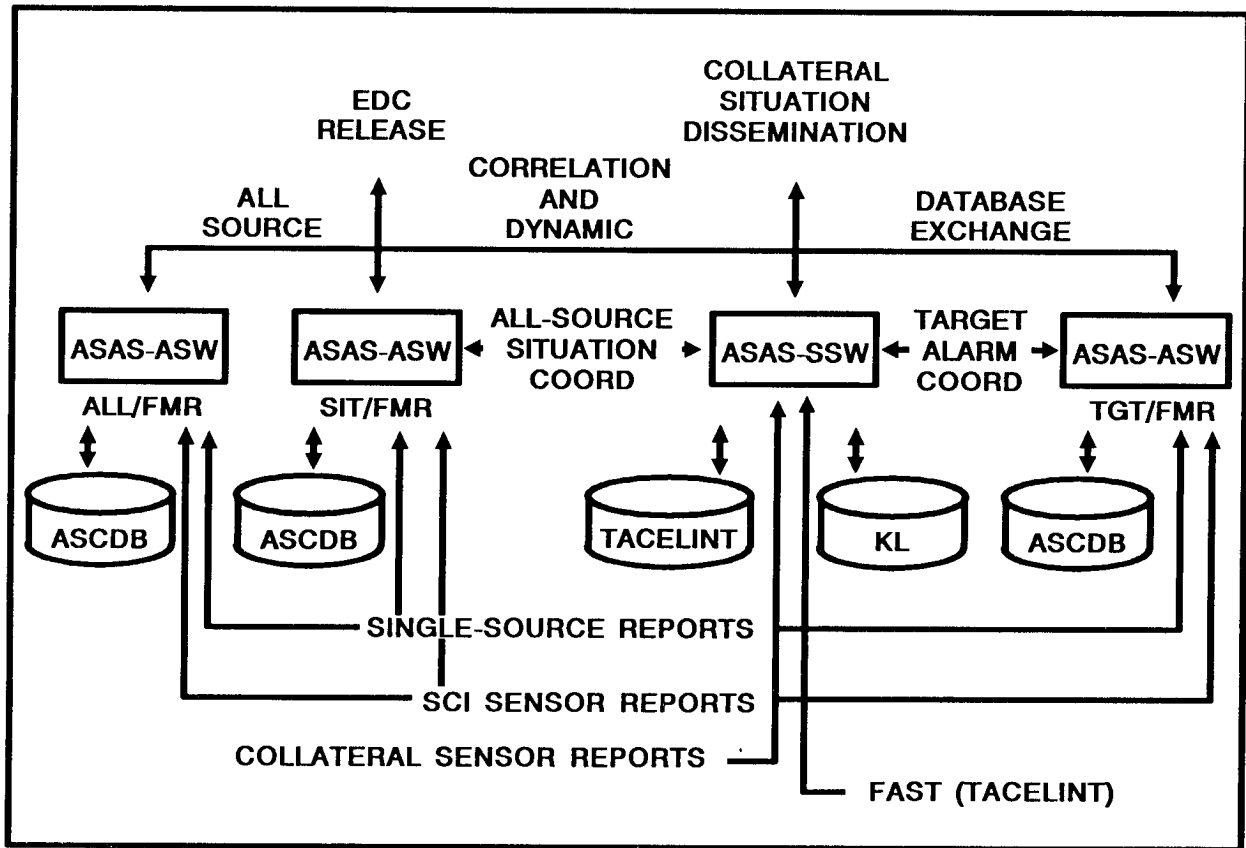 COLLATERAL
SITUATION
DISSEMINATION
EDC
RELEASE
CORRELATION
AND
DYNAMIC
ALL
SOURCE
DATABASE
EXCHANGE
ASAS-ASW
ALL/FMR
ASAS-ASW
SIT/FMR
ALL-SOURCE
SITUATION
COORD
ASAS-SSW
TARGET
ALARM
COORD
ASAS-ASW
TGT/FMR
ASCDB
ASCDB
TACELINT
KL
ASCDB
SINGLE-SOURCE REPORTS
SCI SENSOR REPORTS
COLLATERAL SENSOR REPORTS
FAST (TACELINT)